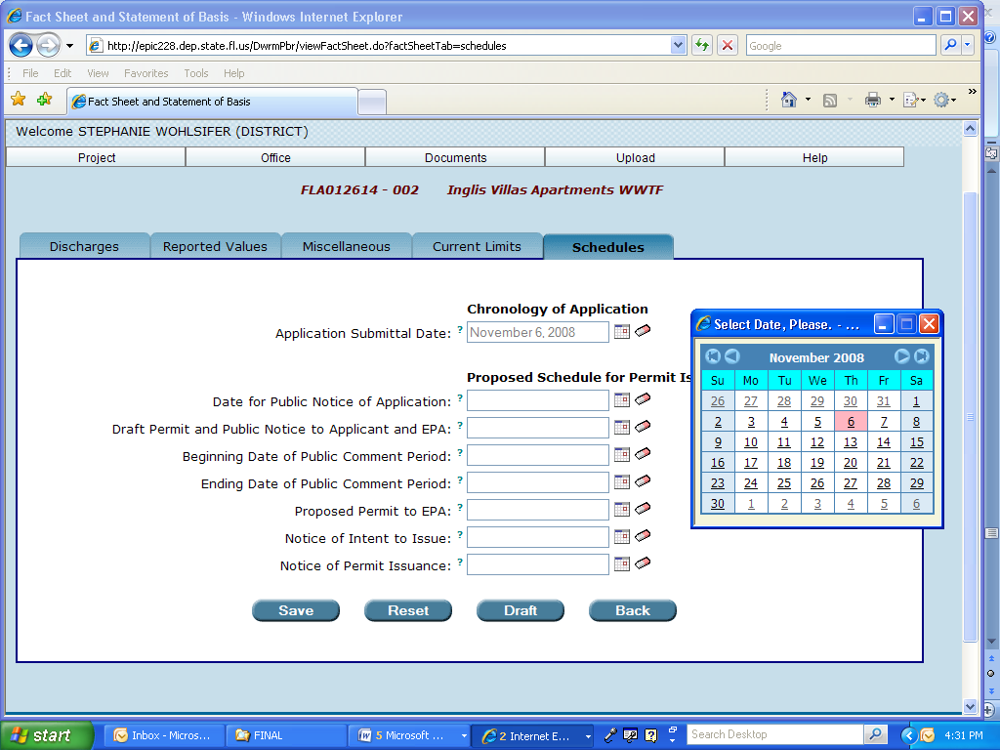 Fact Sheet and Statement of Basis - Windows Internet Explorer
http://epic228.dep.state.fl.us/DwrmPbr/viewFactSheet.do?factSheetTab=schedules
Google
File Edit View Favorites Tools Help
Fact Sheet and Statement of Basis
»
Welcome STEPHANIE WOHLSIFER (DISTRICT)
Project Office Documents Upload Help
FLA012614 - 002 Inglis Villas Apartments WWTF
Discharges Reported Values Miscellaneous Current Limits Schedules
Chronology of Application
Application Submittal Date: ? November 6, 2008
Proposed Schedule for Permit Is
Date for Public Notice of Application: ?
Draft Permit and Public Notice to Applicant and EPA: ?
Beginning Date of Public Comment Period: ?
Ending Date of Public Comment Period: ?
Proposed Permit to EPA: ?
Notice of Intent to Issue: ?
Notice of Permit Issuance: ?
Save Reset Draft Back
Select Date, Please. - ...
November 2008
Su Mo Tu We Th Fr Sa
26 27 28 29 30 31 1
2 3 4 5 6 7 8
9 10 11 12 13 14 15
16 17 18 19 20 21 22
23 24 25 26 27 28 29
30 1 2 3 4 5 6
start Inbox - Micros... FINAL 5 Microsoft ... 2 Internet E... Search Desktop 4:31 PM